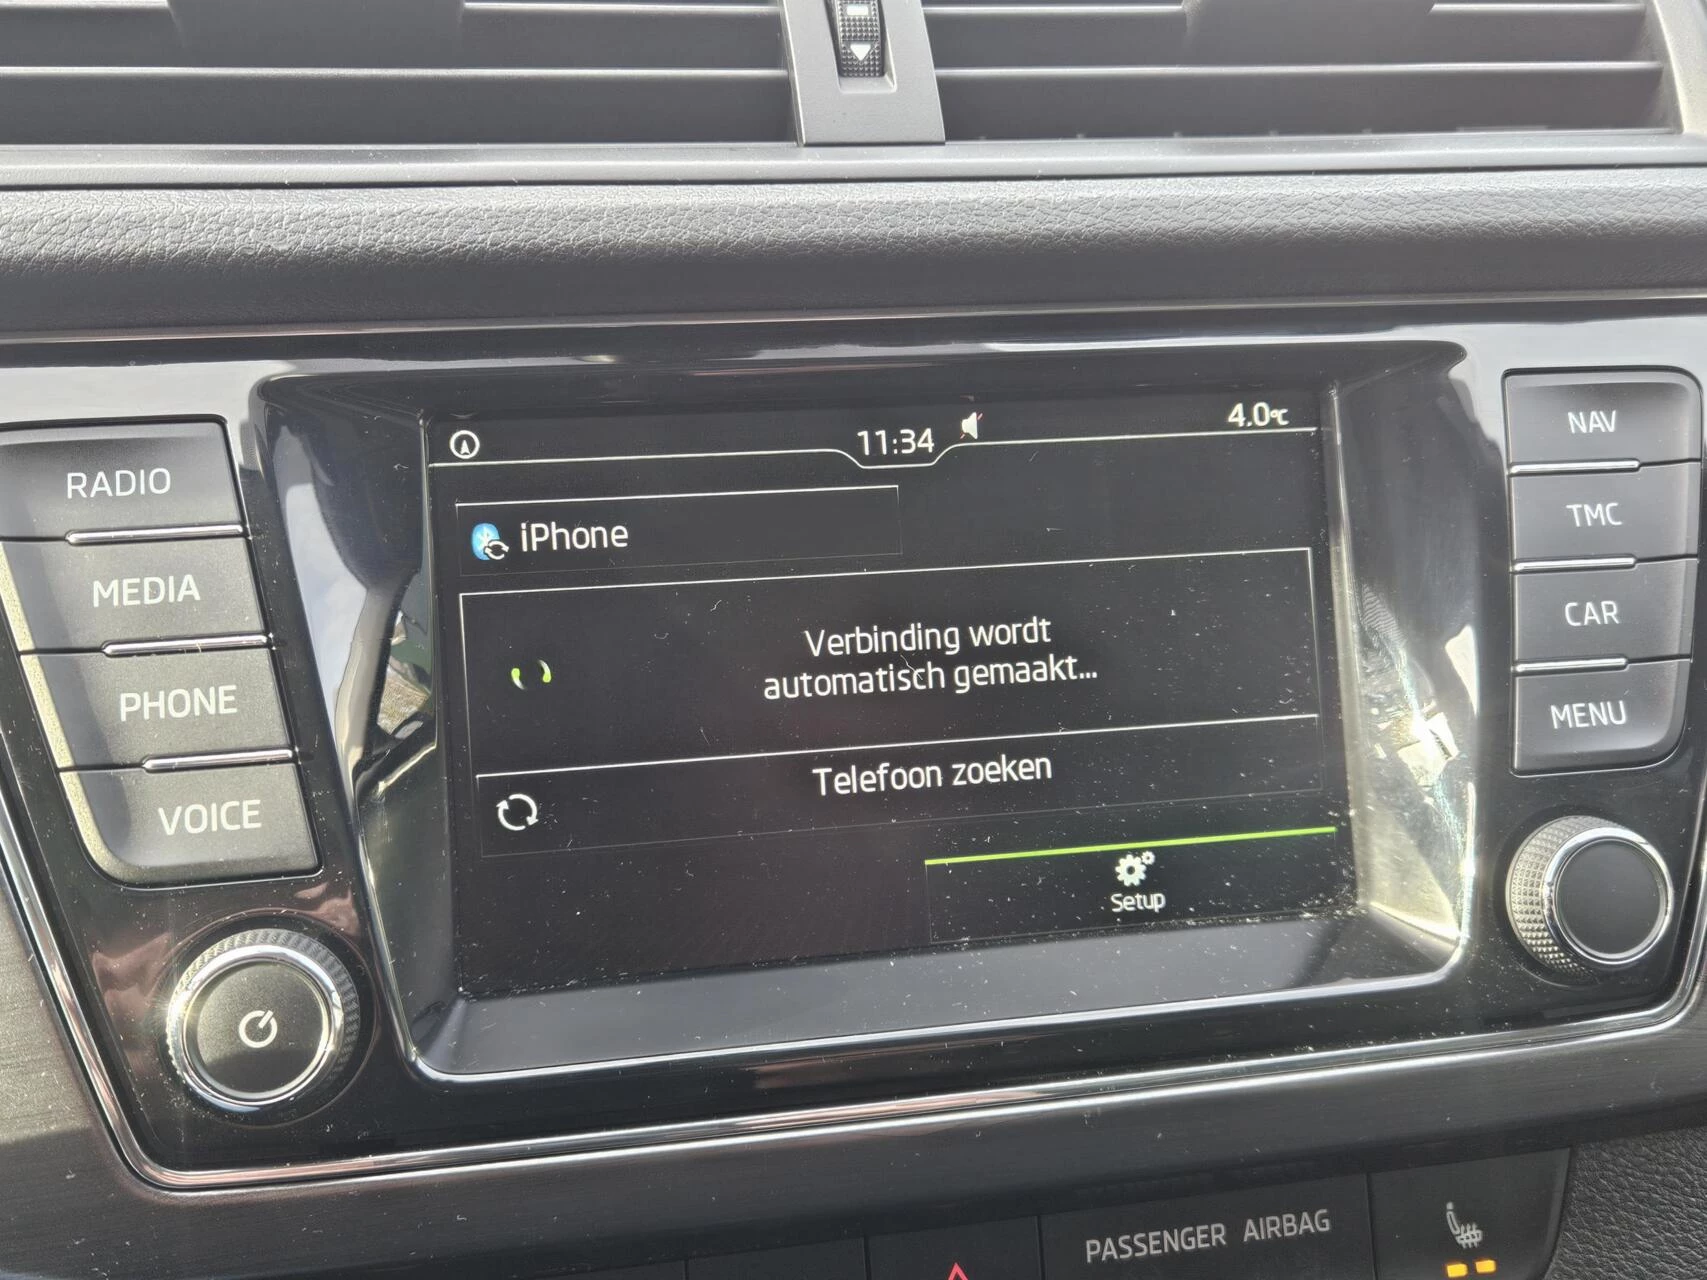 11:34
4.0°C
iPhone
Verbinding wordt
automatisch gemaakt...
Telefoon zoeken
Setup
RADIO
MEDIA
PHONE
VOICE
NAV
TMC
CAR
MENU
PASSENGER AIRBAG